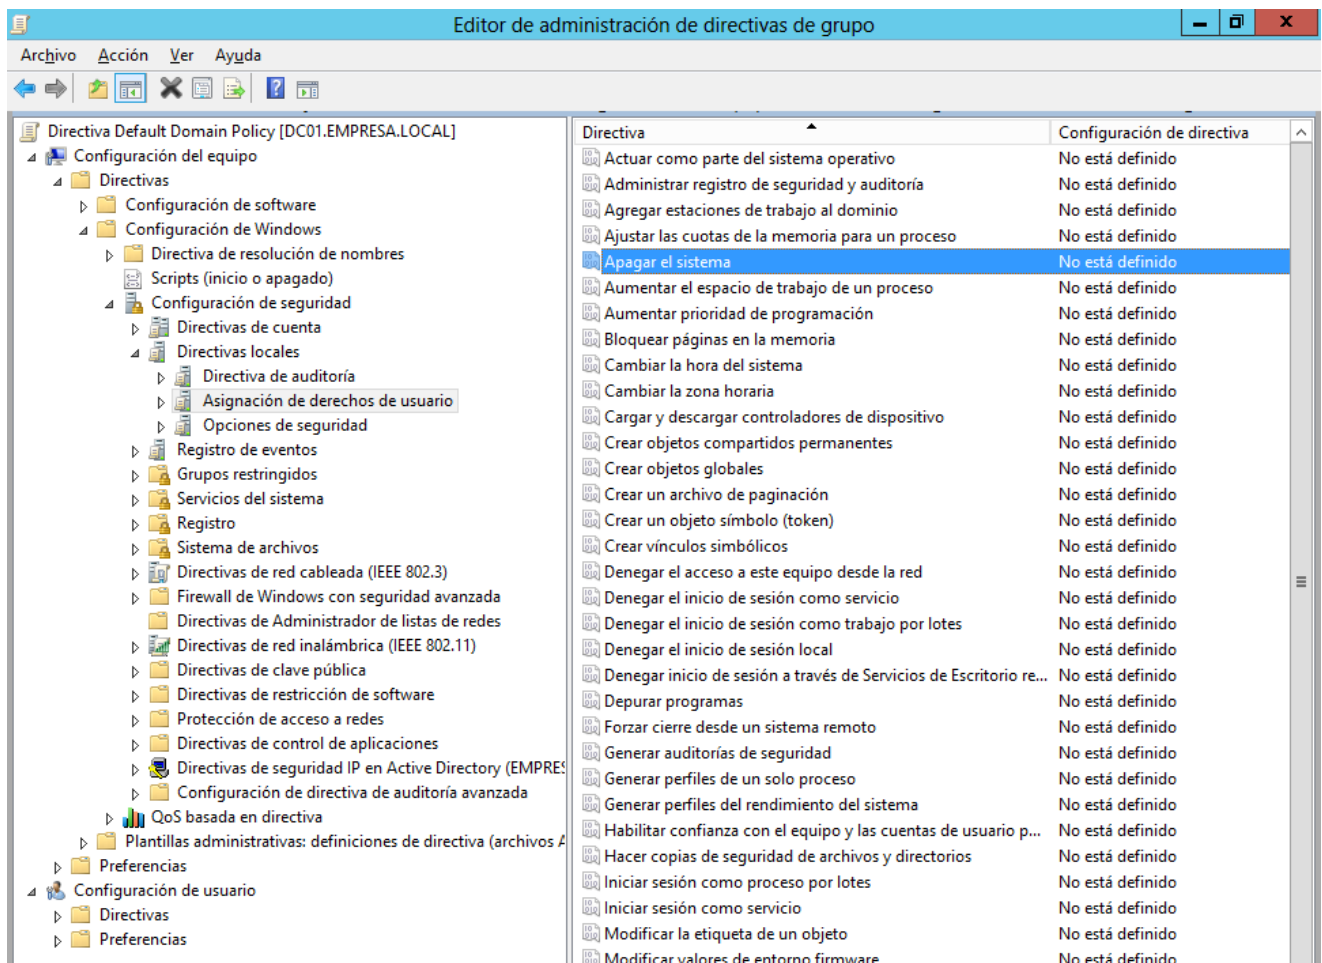 Editor de administración de directivas de grupo
Archivo Acción Ver Ayuda
Directiva Default Domain Policy [DC01.EMPRESA.LOCAL]
Configuración del equipo
Directivas
Configuración de software
Configuración de Windows
Directiva de resolución de nombres
Scripts (inicio o apagado)
Configuración de seguridad
Directivas de cuenta
Directivas locales
Directiva de auditoría
Asignación de derechos de usuario
Opciones de seguridad
Registro de eventos
Grupos restringidos
Servicios del sistema
Registro
Sistema de archivos
Directivas de red cableada (IEEE 802.3)
Firewall de Windows con seguridad avanzada
Directivas de Administrador de listas de redes
Directivas de red inalámbrica (IEEE 802.11)
Directivas de clave pública
Directivas de restricción de software
Protección de acceso a redes
Directivas de control de aplicaciones
Directivas de seguridad IP en Active Directory (EMPRES
Configuración de directiva de auditoría avanzada
QoS basada en directiva
Plantillas administrativas: definiciones de directiva (archivos A
Preferencias
Configuración de usuario
Directivas
Preferencias
Directiva Configuración de directiva
Actuar como parte del sistema operativo No está definido
Administrar registro de seguridad y auditoría No está definido
Agregar estaciones de trabajo al dominio No está definido
Ajustar las cuotas de la memoria para un proceso No está definido
Apagar el sistema No está definido
Aumentar el espacio de trabajo de un proceso No está definido
Aumentar prioridad de programación No está definido
Bloquear páginas en la memoria No está definido
Cambiar la hora del sistema No está definido
Cambiar la zona horaria No está definido
Cargar y descargar controladores de dispositivo No está definido
Crear objetos compartidos permanentes No está definido
Crear objetos globales No está definido
Crear un archivo de paginación No está definido
Crear un objeto símbolo (token) No está definido
Crear vínculos simbólicos No está definido
Denegar el acceso a este equipo desde la red No está definido
Denegar el inicio de sesión como servicio No está definido
Denegar el inicio de sesión como trabajo por lotes No está definido
Denegar el inicio de sesión local No está definido
Denegar inicio de sesión a través de Servicios de Escritorio re... No está definido
Depurar programas No está definido
Forzar cierre desde un sistema remoto No está definido
Generar auditorías de seguridad No está definido
Generar perfiles de un solo proceso No está definido
Generar perfiles del rendimiento del sistema No está definido
Habilitar confianza con el equipo y las cuentas de usuario p... No está definido
Hacer copias de seguridad de archivos y directorios No está definido
Iniciar sesión como proceso por lotes No está definido
Iniciar sesión como servicio No está definido
Modificar la etiqueta de un objeto No está definido
Modificar valores de entorno firmware No está definido